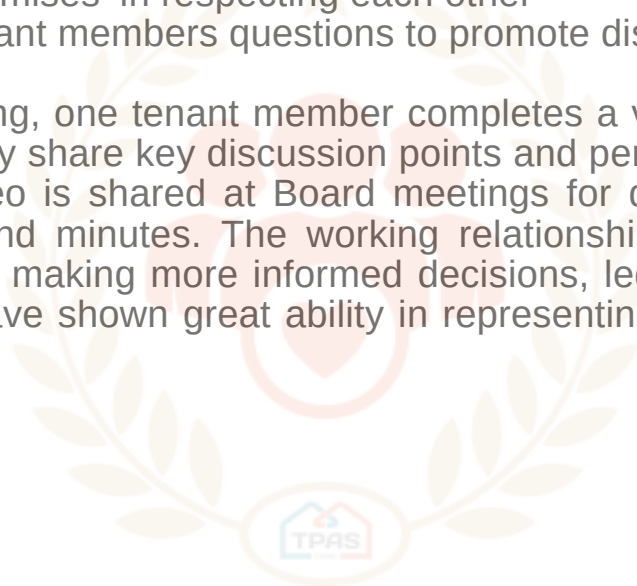 mises' in respecting each other
ant members questions to promote dis
ng, one tenant member completes a v
y share key discussion points and per
eo is shared at Board meetings for d
nd minutes. The working relationshi
making more informed decisions, led
ve shown great ability in representin
TPAS